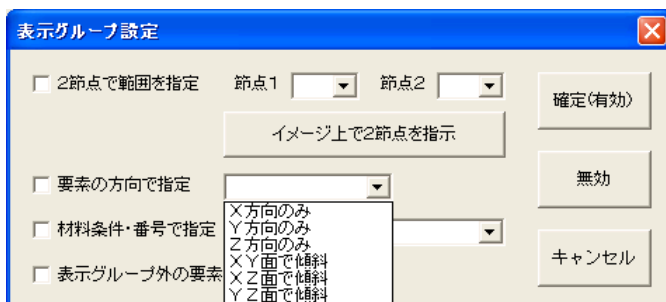 表示グループ設定
2節点で範囲を指定 節点1 節点2
確定(有効)
イメージ上で2節点を指示
要素の方向で指定
無効
X方向のみ
Y方向のみ
Z方向のみ
材料条件・番号で指定
XY面で傾斜
XZ面で傾斜
YZ面で傾斜
キャンセル
表示グループ外の要素